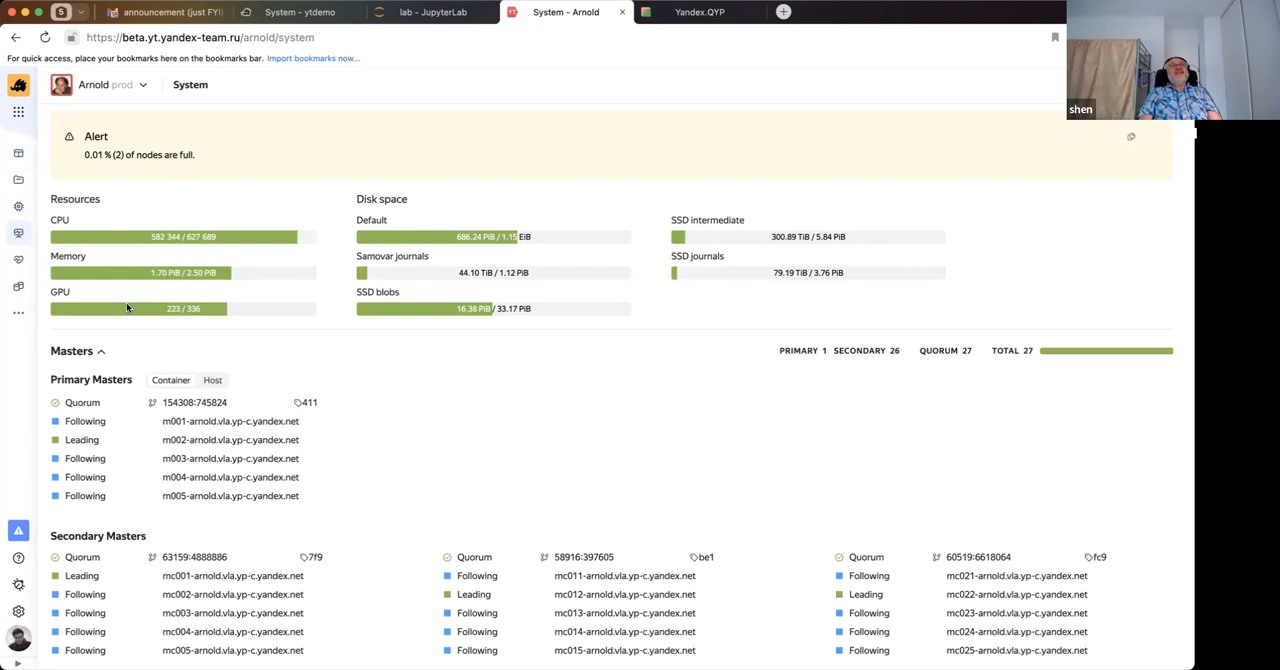 5
announcement (just FYI
System - ytdemo
lab - JupyterLab
System - Arnold
Yandex.QYP
https://beta.yt.yandex-team.ru/arnold/system
For quick access, place your bookmarks here on the bookmarks bar. Import bookmarks now...
Arnold prod
System
shen
Alert
0.01 % (2) of nodes are full.
Resources
Disk space
CPU
Default
SSD intermediate
582 344 / 627 689
686.24 PiB / 1.15 EiB
300.89 TiB / 5.84 PiB
Memory
Samovar journals
SSD journals
1.70 PiB / 2.50 PiB
44.10 TiB / 1.12 PiB
79.19 TiB / 3.76 PiB
GPU
SSD blobs
223 / 336
16.38 PiB / 33.17 PiB
Masters
PRIMARY 1 SECONDARY 26 QUORUM 27 TOTAL 27
Primary Masters Container Host
Quorum 154308:745824 411
Following m001-arnold.vla.yp-c.yandex.net
Leading m002-arnold.vla.yp-c.yandex.net
Following m003-arnold.vla.yp-c.yandex.net
Following m004-arnold.vla.yp-c.yandex.net
Following m005-arnold.vla.yp-c.yandex.net
Secondary Masters
Quorum 63159:4888886 7f9
Leading mc001-arnold.vla.yp-c.yandex.net
Following mc002-arnold.vla.yp-c.yandex.net
Following mc003-arnold.vla.yp-c.yandex.net
Following mc004-arnold.vla.yp-c.yandex.net
Following mc005-arnold.vla.yp-c.yandex.net
Quorum 58916:397605 be1
Following mc011-arnold.vla.yp-c.yandex.net
Leading mc012-arnold.vla.yp-c.yandex.net
Following mc013-arnold.vla.yp-c.yandex.net
Following mc014-arnold.vla.yp-c.yandex.net
Following mc015-arnold.vla.yp-c.yandex.net
Quorum 60519:6618064 fc9
Following mc021-arnold.vla.yp-c.yandex.net
Leading mc022-arnold.vla.yp-c.yandex.net
Following mc023-arnold.vla.yp-c.yandex.net
Following mc024-arnold.vla.yp-c.yandex.net
Following mc025-arnold.vla.yp-c.yandex.net